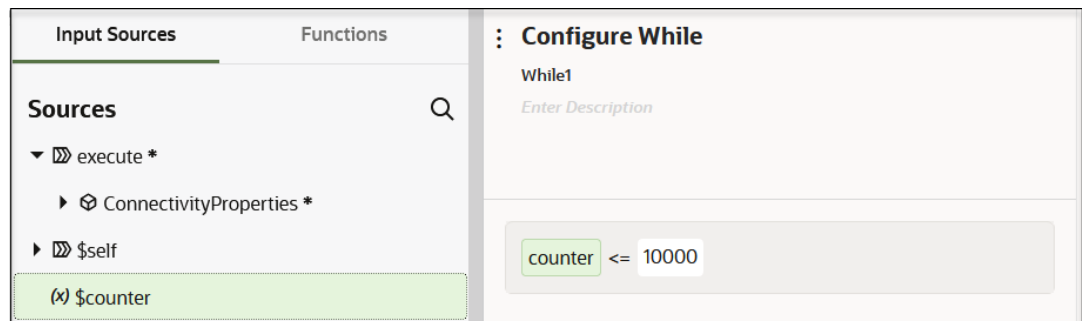 Input Sources
Functions
Sources
execute *
ConnectivityProperties *
$self
(x) $counter
Configure While
While1
Enter Description
counter <= 10000